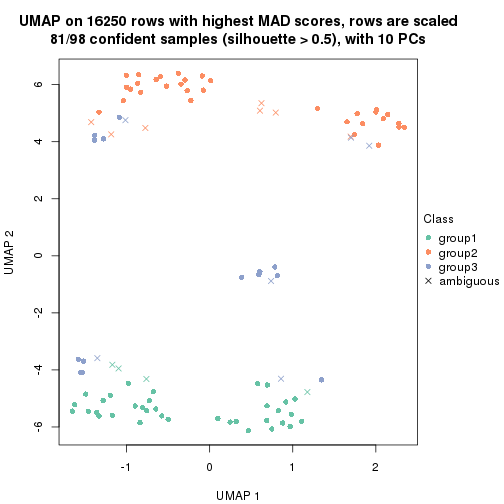 UMAP on 16250 rows with highest MAD scores, rows are scaled
81/98 confident samples (silhouette > 0.5), with 10 PCs
6
4
2
0
-2
-4
-6
UMAP 2
-1
0
1
2
UMAP 1
Class
group1
group2
group3
ambiguous